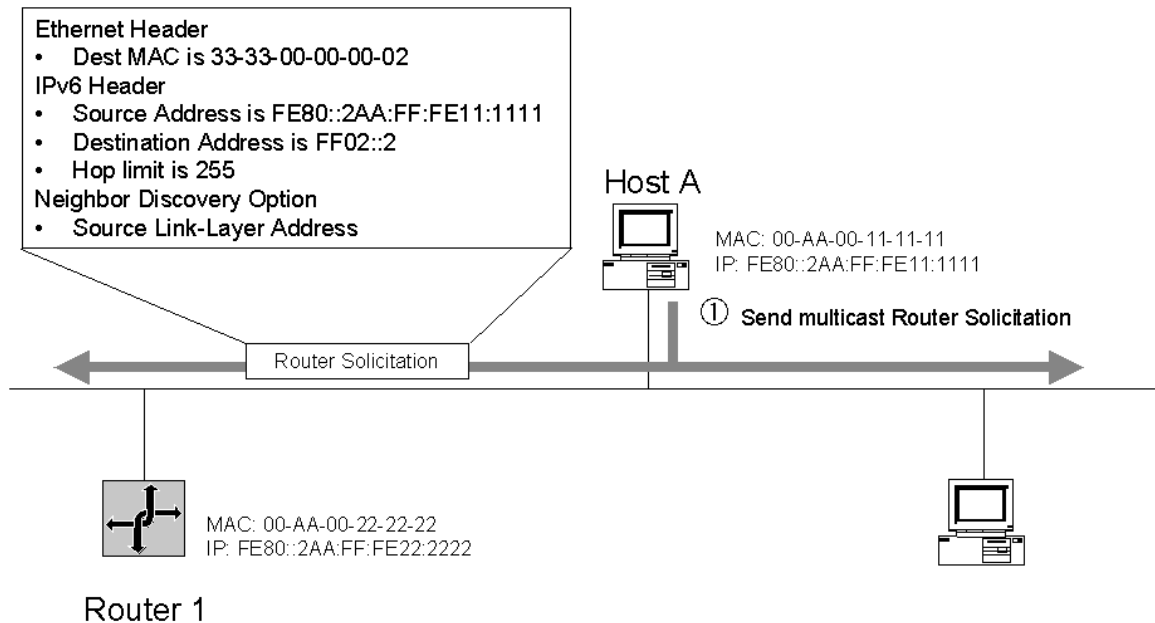 Ethernet Header
• Dest MAC is 33-33-00-00-00-02
IPv6 Header
• Source Address is FE80::2AA:FF:FE11:1111
• Destination Address is FF02::2
• Hop limit is 255
Neighbor Discovery Option
• Source Link-Layer Address
Host A
MAC: 00-AA-00-11-11-11
IP: FE80::2AA:FF:FE11:1111
① Send multicast Router Solicitation
Router Solicitation
MAC: 00-AA-00-22-22-22
IP: FE80::2AA:FF:FE22:2222
Router 1